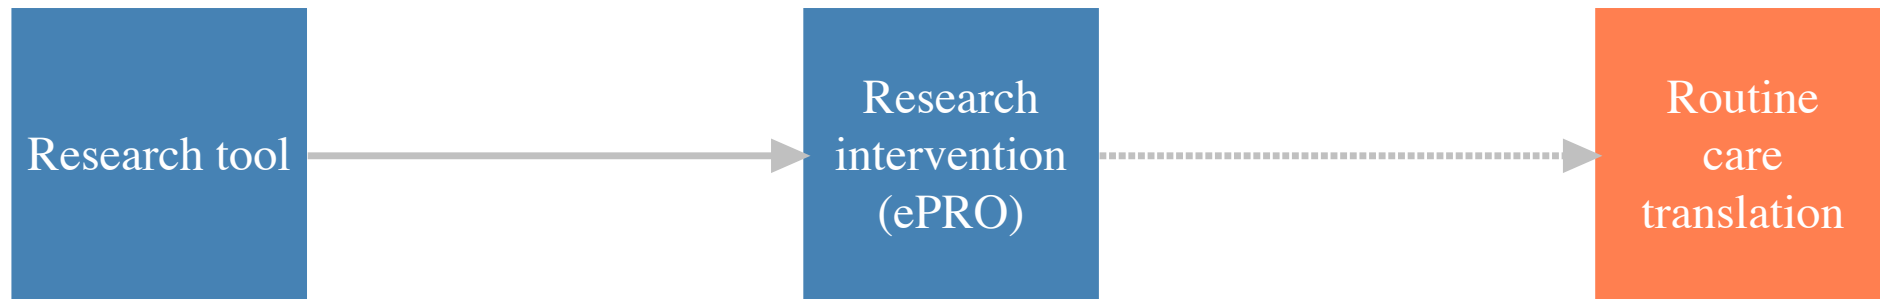 Research tool
Research
intervention
(ePRO)
Routine
care
translation